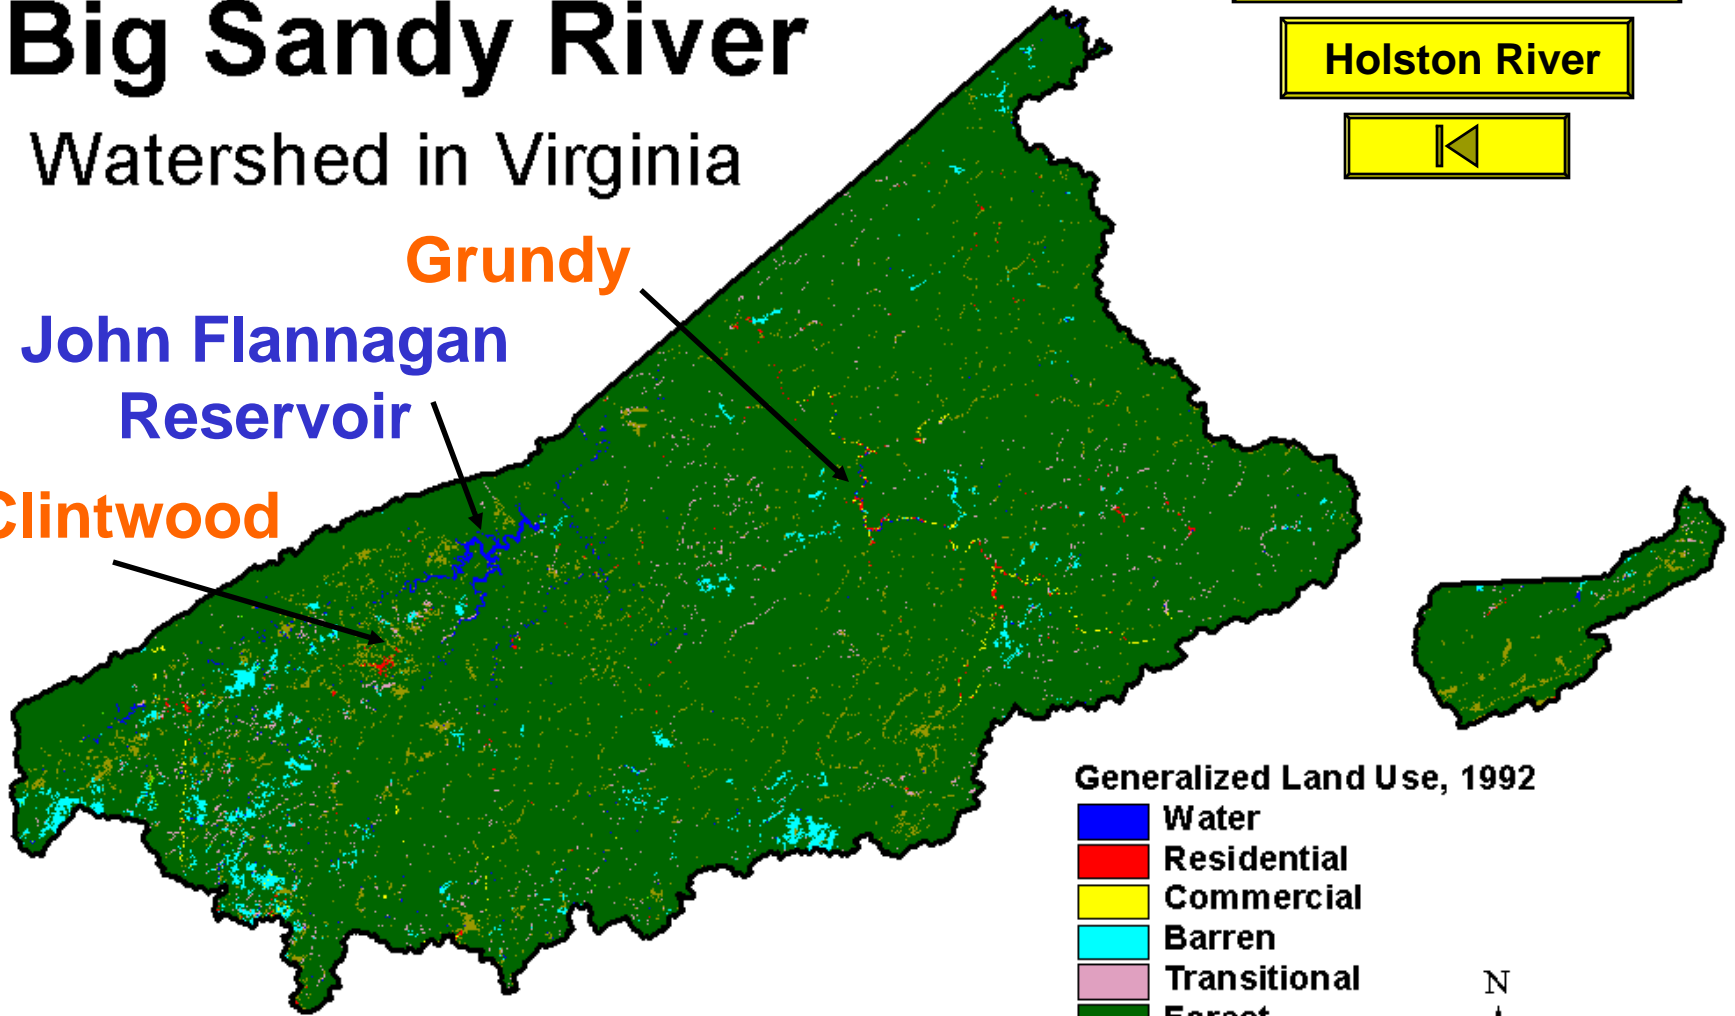 Big Sandy River
Watershed in Virginia
Holston River
Grundy
John Flannagan
Reservoir
Clintwood
Generalized Land Use, 1992
Water
Residential
Commercial
Barren
Transitional
Forest
N